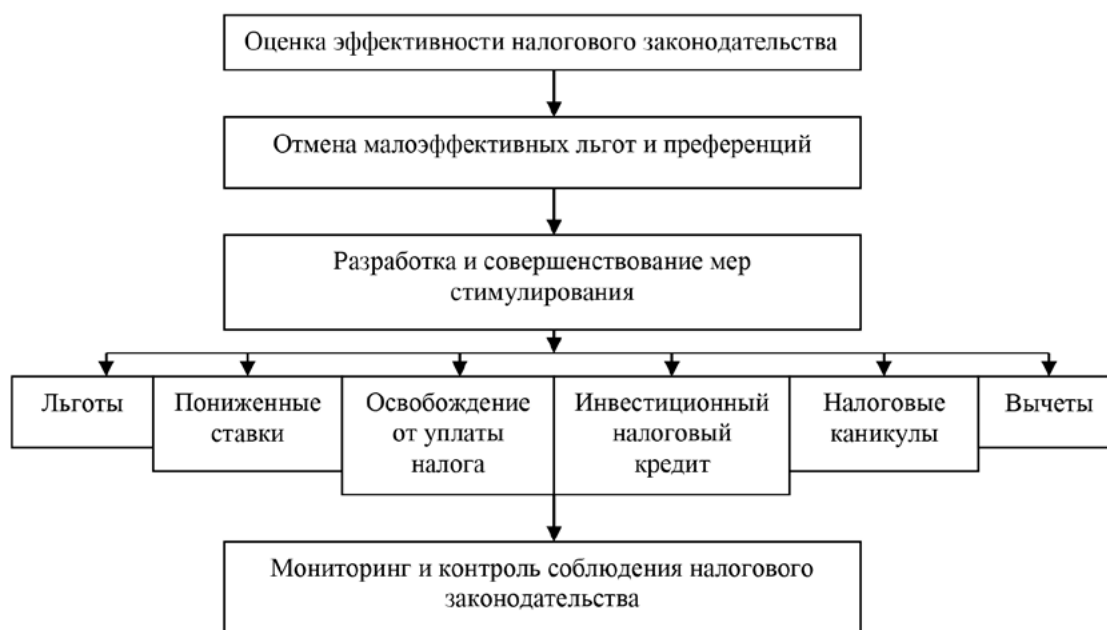 Оценка эффективности налогового законодательства
Отмена малоэффективных льгот и преференций
Разработка и совершенствование мер
стимулирования
Льготы
Пониженные
ставки
Освобождение
от уплаты
налога
Инвестиционный
налоговый
кредит
Налоговые
каникулы
Вычеты
Мониторинг и контроль соблюдения налогового
законодательства